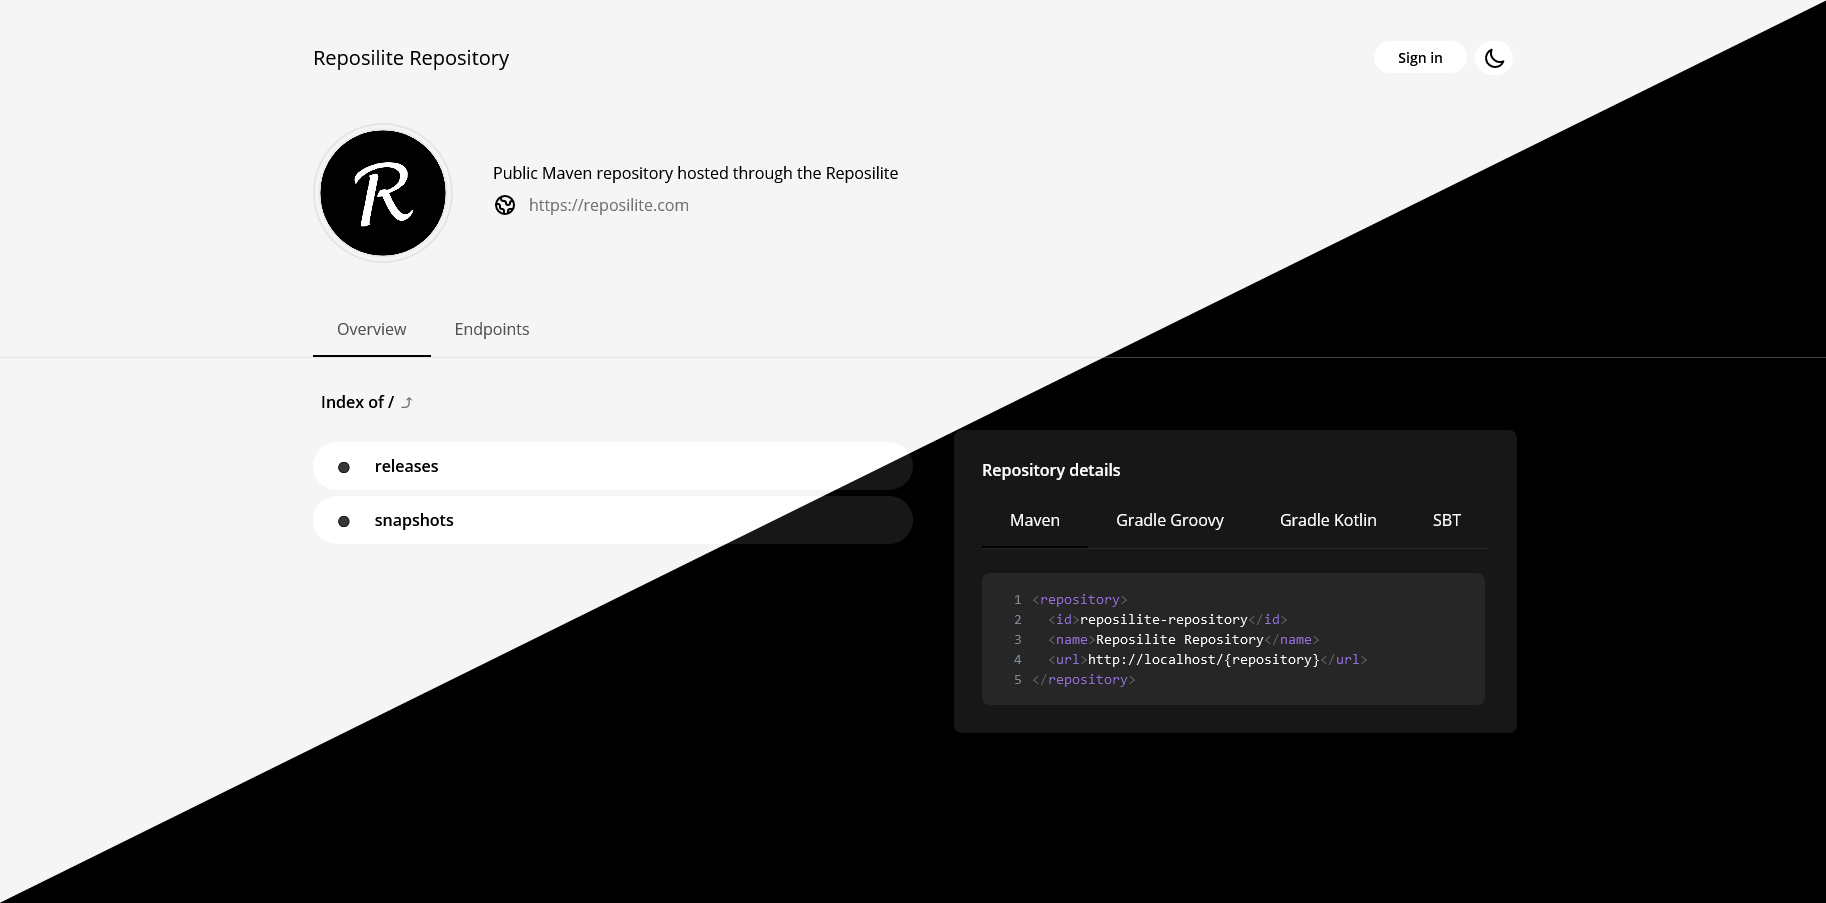 Reposilite Repository
Sign in
R
Public Maven repository hosted through the Reposilite
https://reposilite.com
Overview Endpoints
Index of /
releases
snapshots
Repository details
Maven Gradle Groovy Gradle Kotlin SBT
1 <repository>
2   <id>reposilite-repository</id>
3   <name>Reposilite Repository</name>
4   <url>http://localhost/{repository}</url>
5 </repository>